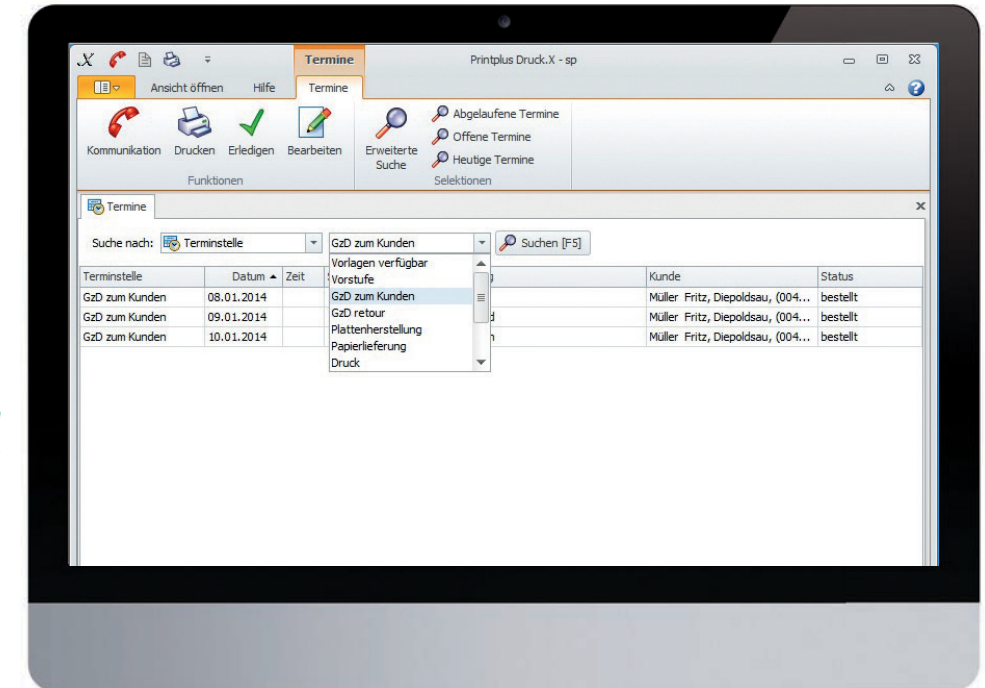 X
Termine
Printplus Druck.X - sp
Ansicht öffnen
Hilfe
Termine
Kommunikation
Drucken
Erledigen
Bearbeiten
Erweiterte
Suche
Abgelaufene Termine
Offene Termine
Heutige Termine
Funktionen
Selektionen
Termine
Suche nach: Terminstelle GzD zum Kunden Suchen [F5]
Vorlagen verfügbar
Vorstufe
GzD zum Kunden
GzD retour
Plattenherstellung
Papierlieferung
Druck
Terminstelle Datum Zeit Kunde Status
GzD zum Kunden 08.01.2014 Müller Fritz, Diepoldsau, (004... bestellt
GzD zum Kunden 09.01.2014 Müller Fritz, Diepoldsau, (004... bestellt
GzD zum Kunden 10.01.2014 Müller Fritz, Diepoldsau, (004... bestellt